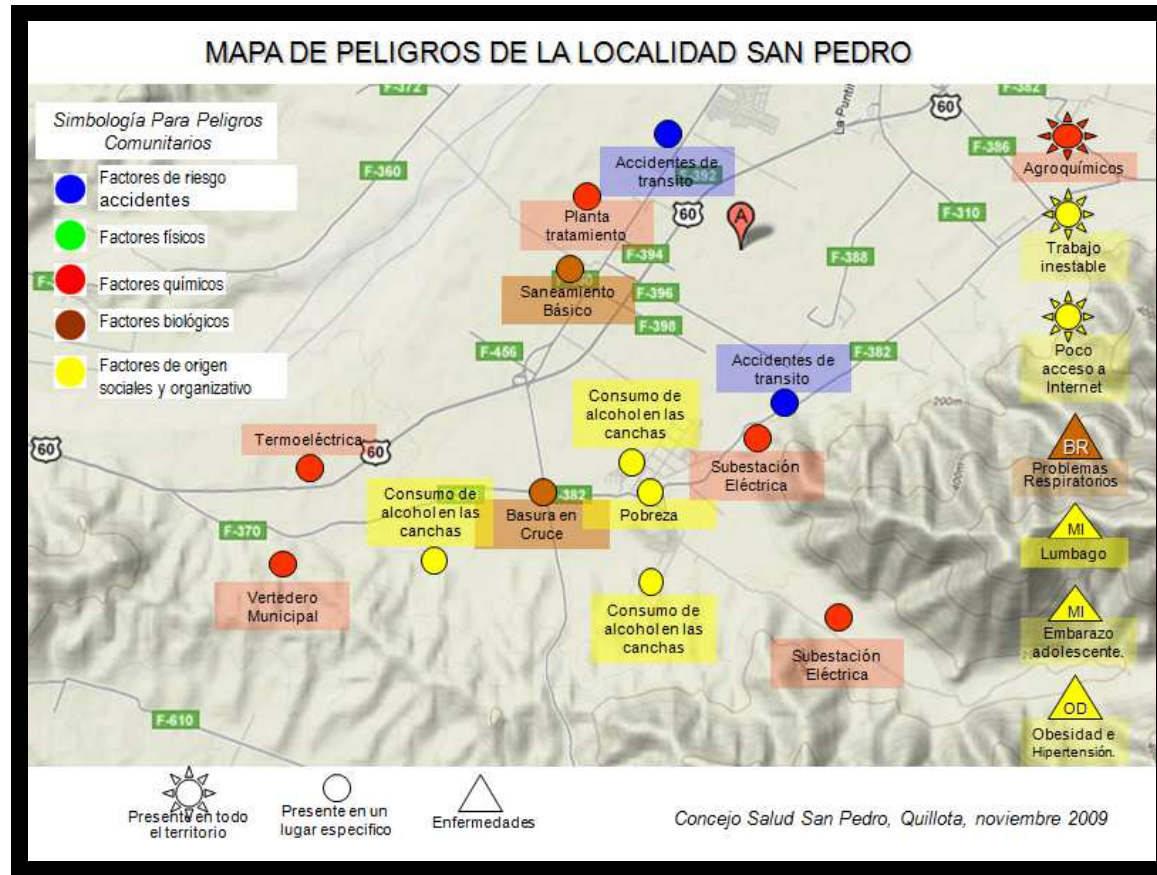 MAPA DE PELIGROS DE LA LOCALIDAD SAN PEDRO
Simbología Para Peligros
Comunitarios
Factores de riesgo
accidentes
Factores físicos
Factores químicos
Factores biológicos
Factores de origen
sociales y organizativo
F-372
F-360
60
F-382
F-386
F-310
F-388
F-392
60
A
F-394
F-396
F-398
F-456
F-382
60
60
F-382
F-370
F-610
200m
400m
Accidentes de
transito
Planta
tratamiento
Saneamiento
Básico
Accidentes de
transito
Consumo de
alcohol en las
canchas
Termoeléctrica
Subestación
Eléctrica
Consumo de
alcohol en las
canchas
Basura en
Cruce
Pobreza
Vertedero
Municipal
Consumo de
alcohol en las
canchas
Subestación
Eléctrica
Agroquímicos
Trabajo
inestable
Poco
acceso a
Internet
BR
Problemas
Respiratorios
MI
Lumbago
MI
Embarazo
adolescente.
OD
Obesidad e
Hipertensión.
Presente en todo
el territorio
Presente en un
lugar especifico
Enfermedades
Concejo Salud San Pedro, Quillota, noviembre 2009